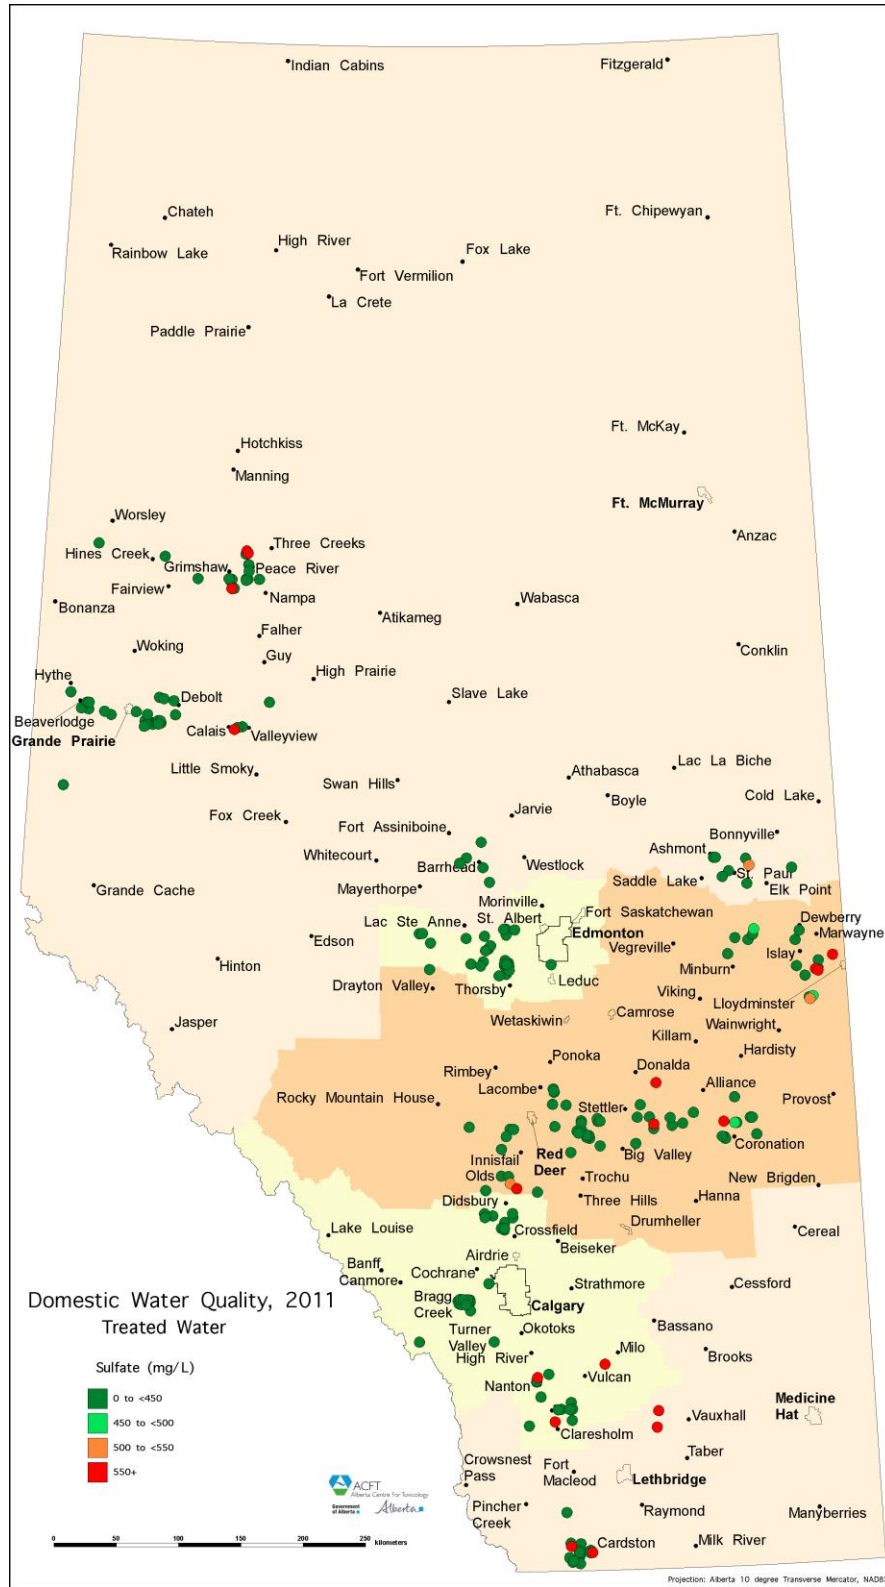 Indian Cabins
Fitzgerald
Chateh
Ft. Chipewyan
Rainbow Lake
High River
Fox Lake
Fort Vermilion
La Crete
Paddle Prairie
Ft. McKay
Hotchkiss
Manning
Ft. McMurray
Worsley
Anzac
Hines Creek
Three Creeks
Grimshaw
Peace River
Fairview
Nampa
Bonanza
Wabasca
Atikameg
Falher
Woking
Conklin
Guy
Hythe
High Prairie
Debolt
Slave Lake
Beaverlodge
Grande Prairie
Calais
Valleyview
Little Smoky
Lac La Biche
Swan Hills
Athabasca
Cold Lake
Fox Creek
Jarvie
Boyle
Fort Assiniboine
Bonnyville
Whitecourt
Barrhead
Westlock
Ashmont
St. Paul
Saddle Lake
Elk Point
Grande Cache
Mayerthorpe
Morinville
Lac Ste Anne
St. Albert
Fort Saskatchewan
Dewberry
Edmonton
Marwayne
Edson
Vegreville
Islay
Hinton
Minburn
Drayton Valley
Thorsby
Leduc
Viking
Lloydminster
Jasper
Wetaskiwin
Camrose
Wainwright
Killam
Hardisty
Rimbey
Ponoka
Donalda
Rocky Mountain House
Lacombe
Alliance
Provost
Stettler
Red
Deer
Big Valley
Coronation
Innisfail
Olds
Trochu
New Brigden
Didsbury
Three Hills
Hanna
Lake Louise
Crossfield
Drumheller
Cereal
Beiseker
Airdrie
Banff
Canmore
Cochrane
Strathmore
Cessford
Bragg
Creek
Calgary
Domestic Water Quality, 2011
Treated Water
Turner
Valley
Okotoks
Bassano
High River
Milo
Brooks
Nanton
Vulcan
Medicine
Hat
Vauxhall
Claresholm
Taber
Crowsnest
Pass
Fort
Macleod
Lethbridge
Pincher
Creek
Raymond
Manyberries
Cardston
Milk River
Sulfate (mg/L)
0 to <450
450 to <500
500 to <550
550+
ACFT
Alberta Centre For Toxicology
Government
of Alberta
Alberta
0 50 100 150 200 250
kilometers
Projection: Alberta 10 degree Transverse Mercator, NAD83